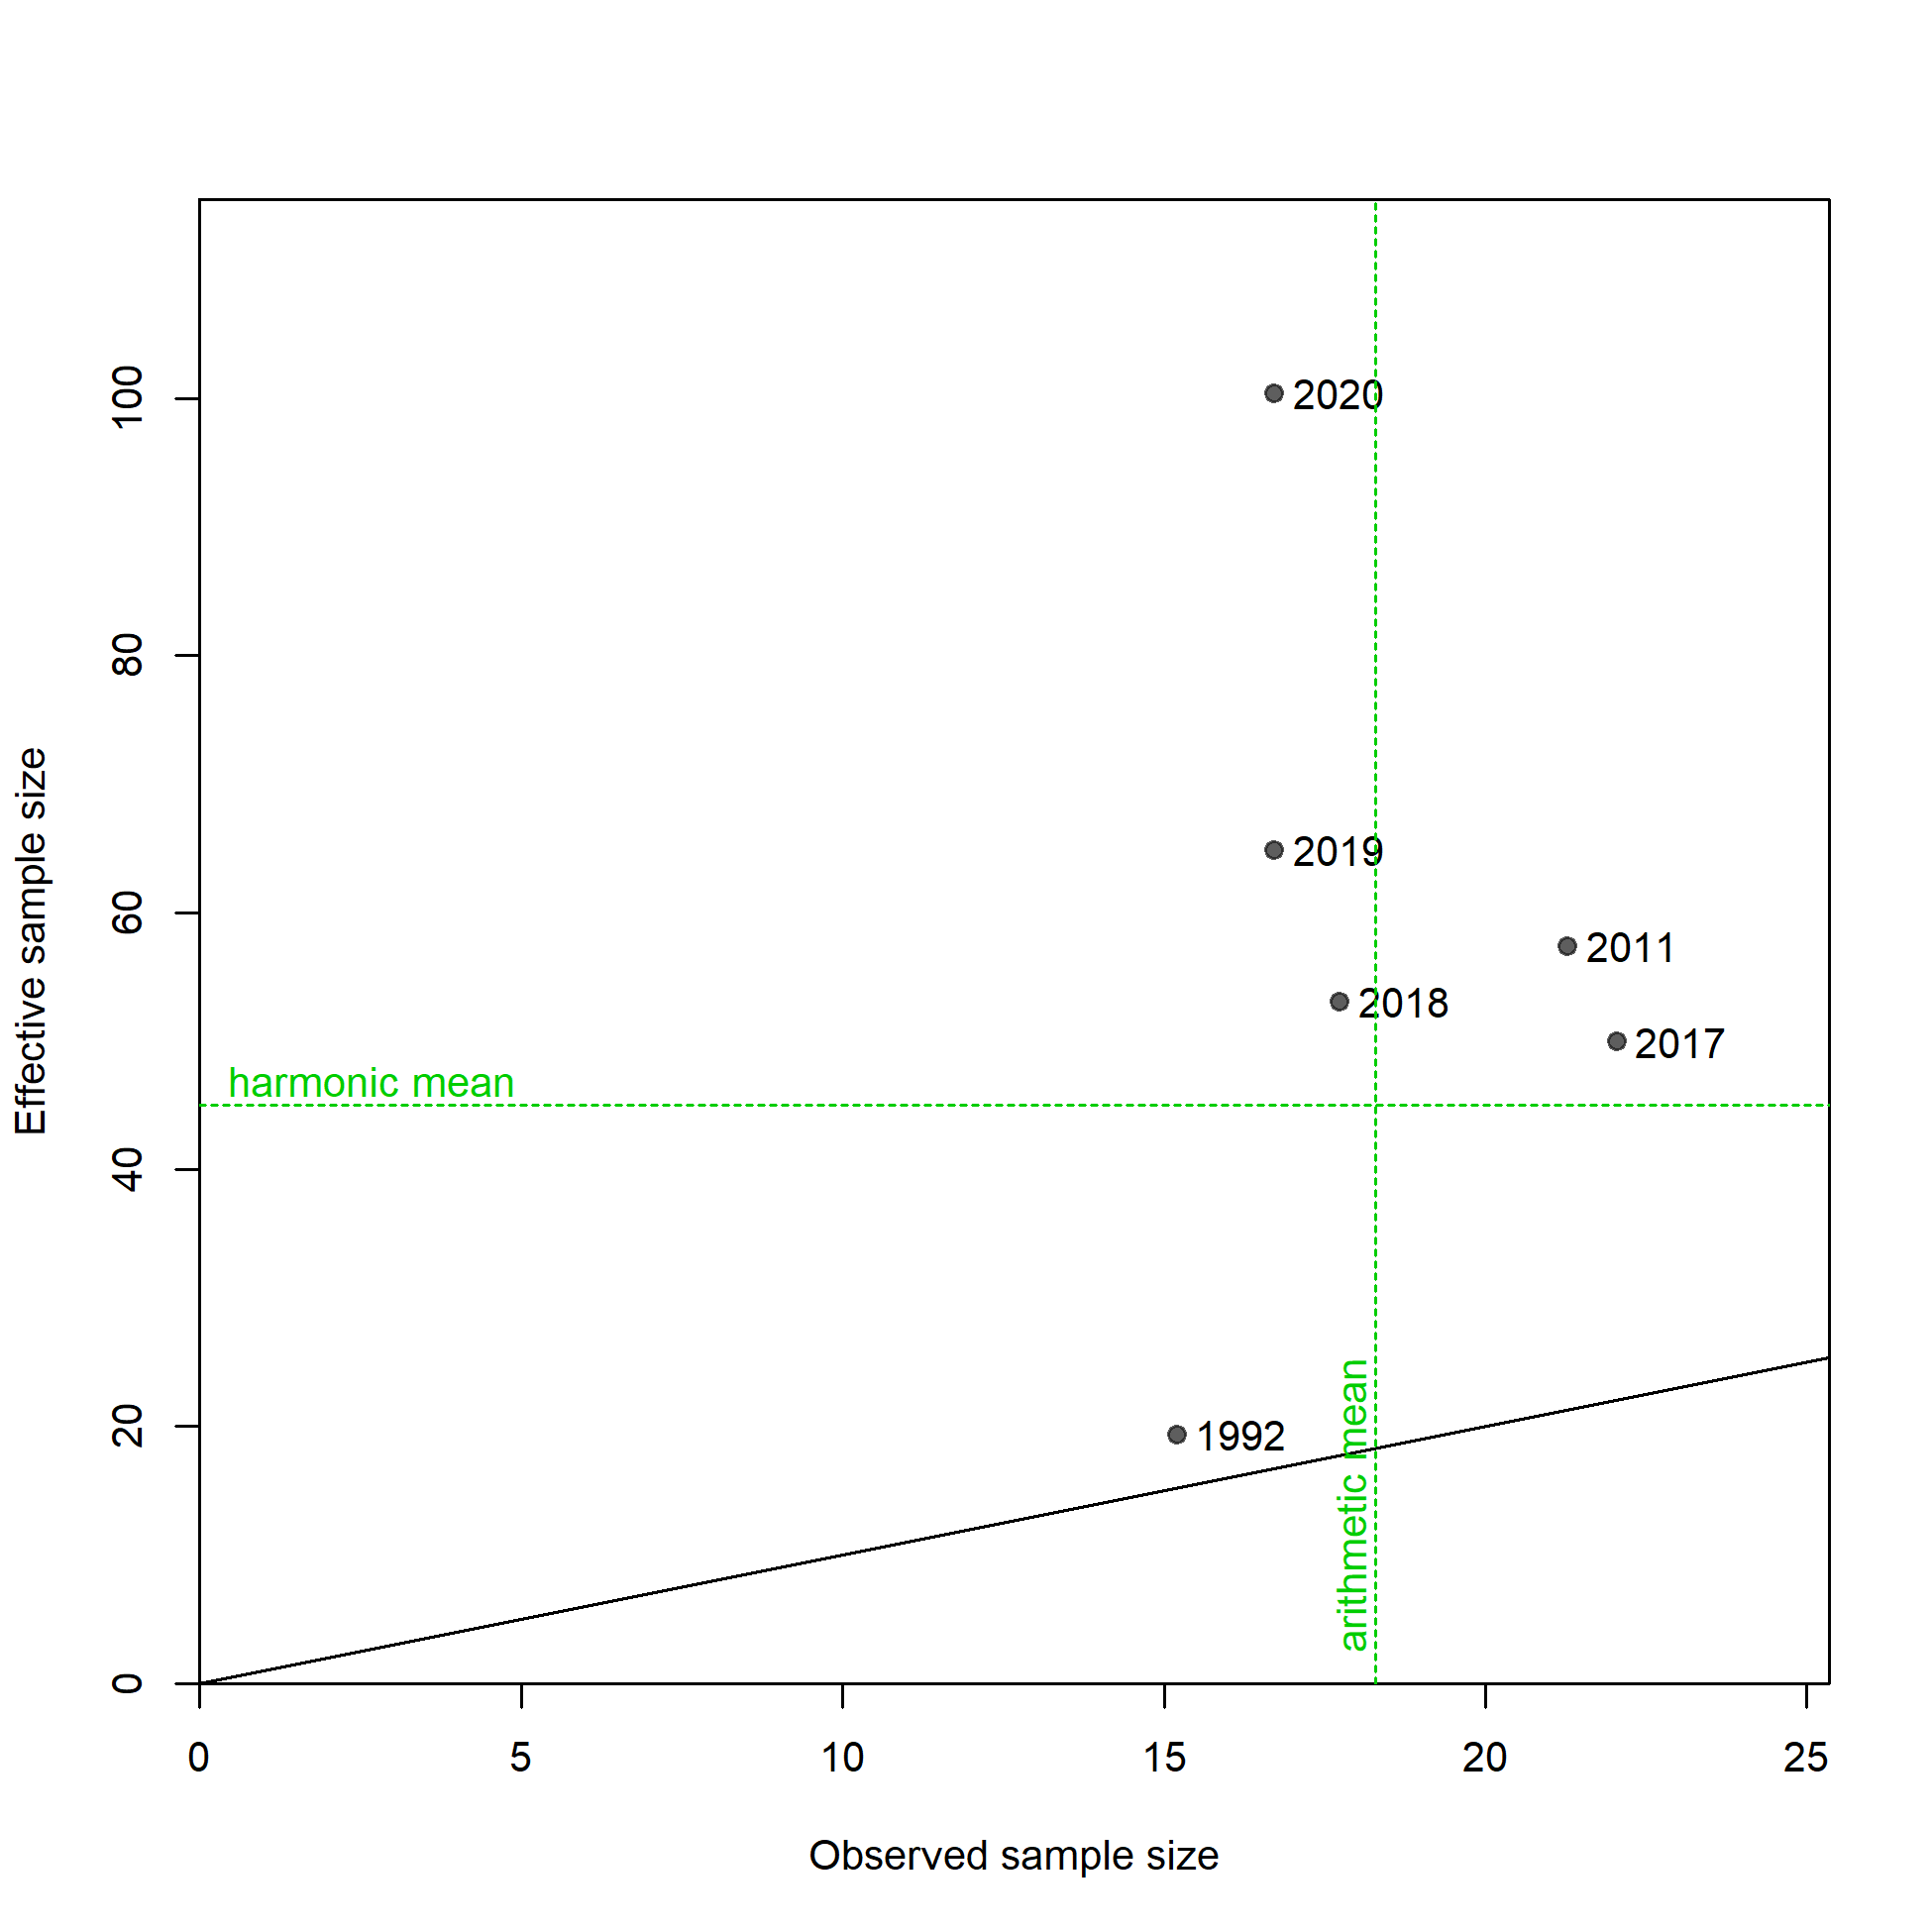 100
80
60
40
20
0
Effective sample size
2020
2019
2011
2018
2017
harmonic mean
1992
arithmetic mean
0 5 10 15 20 25
Observed sample size